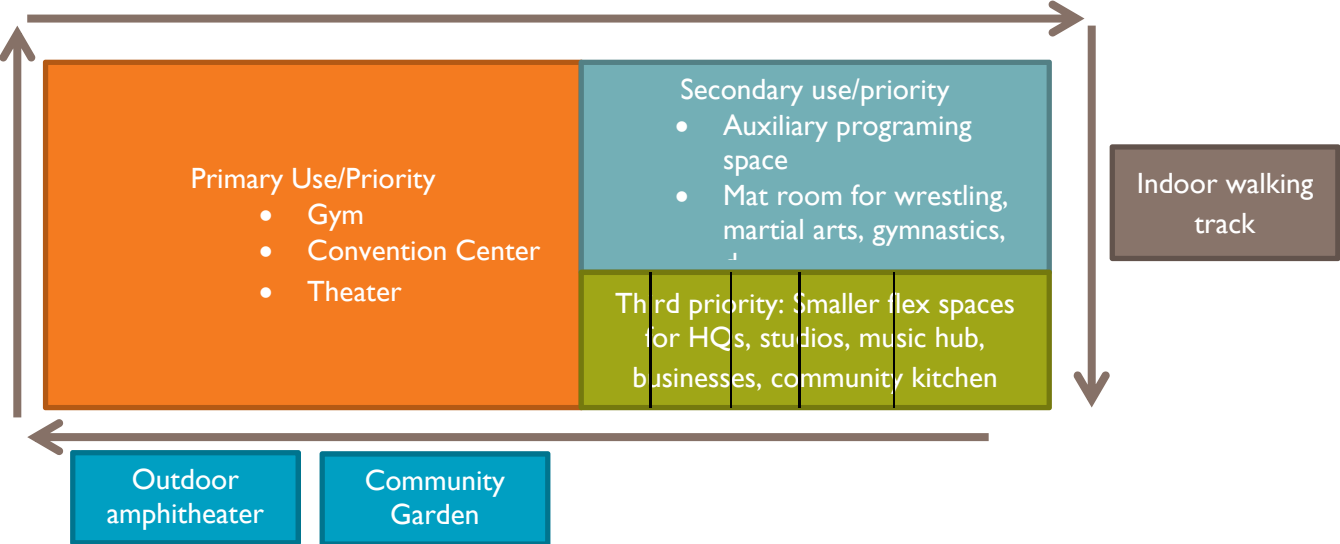 Primary Use/Priority
• Gym
• Convention Center
• Theater
Secondary use/priority
• Auxiliary programing
space
• Mat room for wrestling,
martial arts, gymnastics,
Third priority: Smaller flex spaces
for HQs, studios, music hub,
businesses, community kitchen
Indoor walking
track
Outdoor
amphitheater
Community
Garden